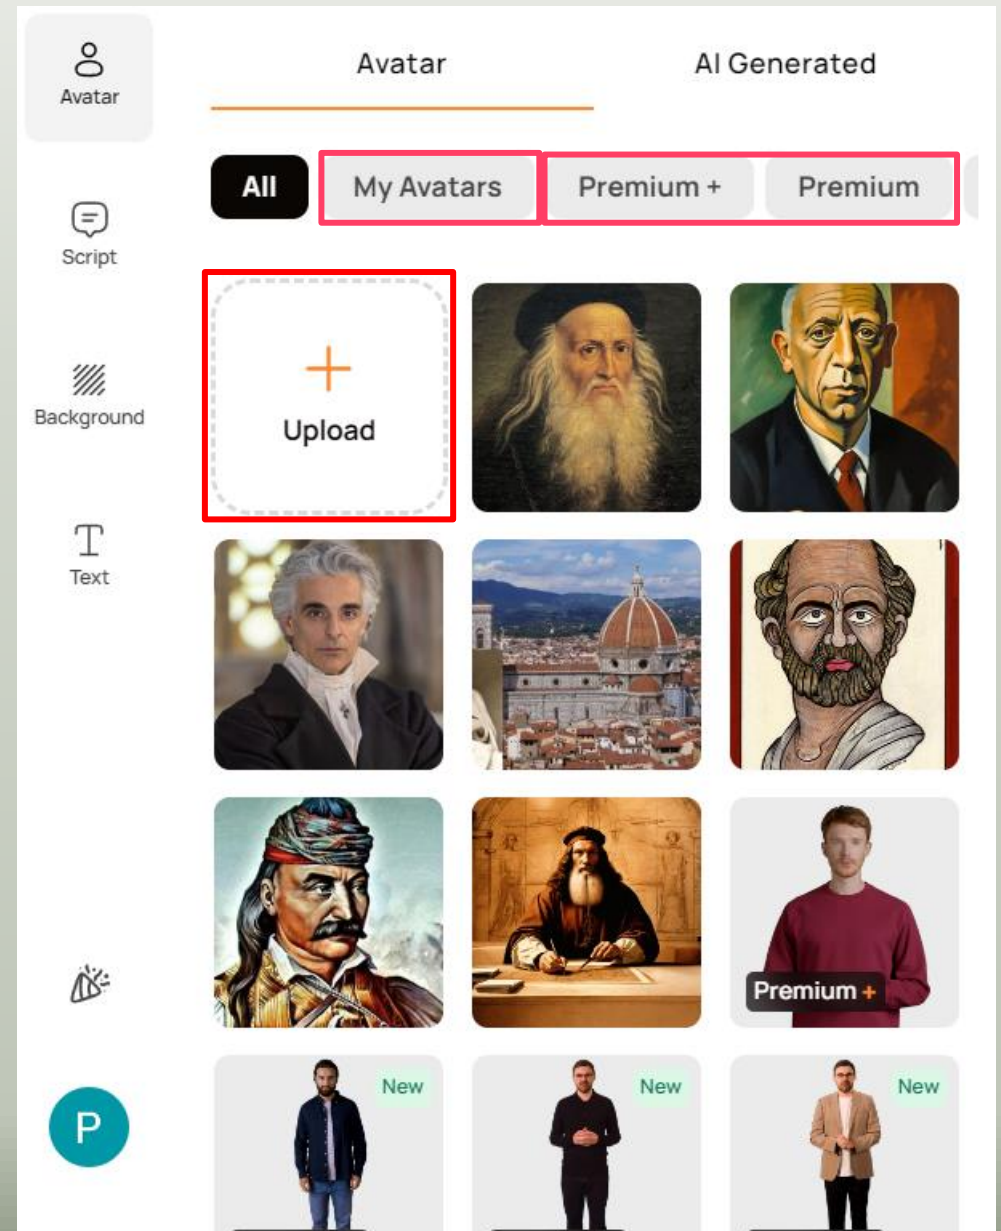 Avatar
Script
Background
Text
P
Avatar
AI Generated
All
My Avatars
Premium +
Premium
+
Upload
Premium +
New
New
New